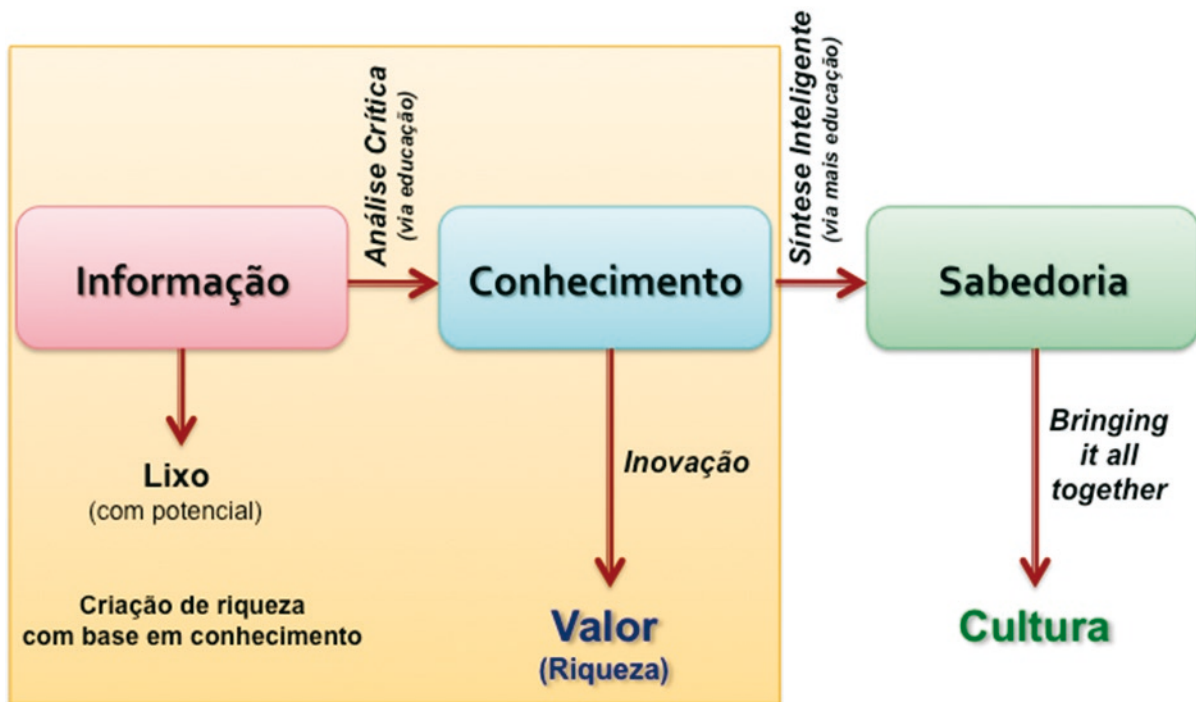 Informação
Análise Crítica
(via educação)
Conhecimento
Síntese Inteligente
(via mais educação)
Sabedoria
Lixo
(com potencial)
Inovação
Bringing
it all
together
Criação de riqueza
com base em conhecimento
Valor
(Riqueza)
Cultura